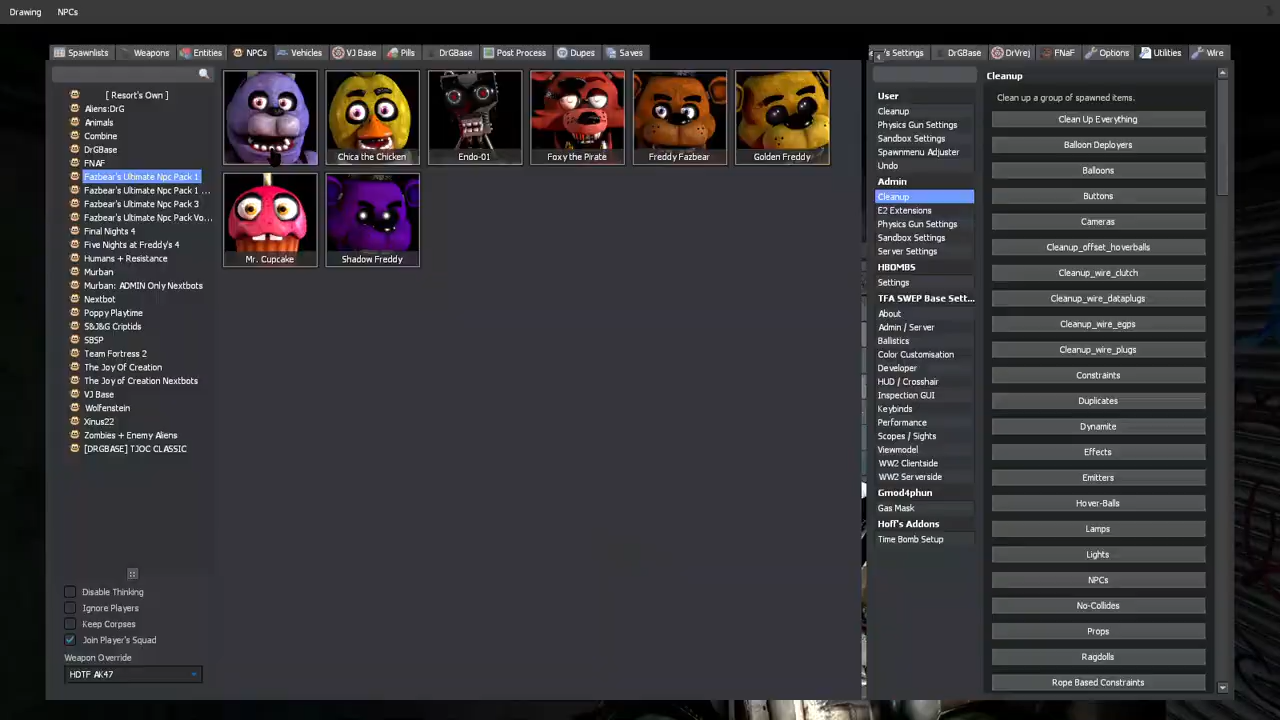 Drawing NPCs
Spawnlists Weapons Entities NPCs Vehicles VJ Base Pills DrGBase Post Process Dupes Saves
[ Resort's Own ]
Aliens:DrG
Animals
Combine
DrGBase
FNAF
Fazbear's Ultimate Npc Pack 1
Fazbear's Ultimate Npc Pack 1 ...
Fazbear's Ultimate Npc Pack 3
Fazbear's Ultimate Npc Pack Vo...
Final Nights 4
Five Nights at Freddy's 4
Humans + Resistance
Murban
Murban: ADMIN Only Nextbots
Nextbot
Poppy Playtime
S&J&G Criptids
SBSP
Team Fortress 2
The Joy Of Creation
The Joy of Creation Nextbots
VJ Base
Wolfenstein
Xinus22
Zombies + Enemy Aliens
[DRGBASE] TJOC CLASSIC
Disable Thinking
Ignore Players
Keep Corpses
Join Player's Squad
Weapon Override
HDTF AK47
Chica the Chicken Endo-01 Foxy the Pirate Freddy Fazbear Golden Freddy
Mr. Cupcake Shadow Freddy
's Settings DrGBase DrVrej FNaF Options Utilities Wire
User
Cleanup
Physics Gun Settings
Sandbox Settings
Spawnmenu Adjuster
Undo
Admin
Cleanup
E2 Extensions
Physics Gun Settings
Sandbox Settings
Server Settings
HBOMBS
Settings
TFA SWEP Base Sett...
About
Admin / Server
Ballistics
Color Customisation
Developer
HUD / Crosshair
Inspection GUI
Keybinds
Performance
Scopes / Sights
Viewmodel
WW2 Clientside
WW2 Serverside
Gmod4phun
Gas Mask
Hoff's Addons
Time Bomb Setup
Cleanup
Clean up a group of spawned items.
Clean Up Everything
Balloon Deployers
Balloons
Buttons
Cameras
Cleanup_offset_hoverballs
Cleanup_wire_clutch
Cleanup_wire_dataplugs
Cleanup_wire_egps
Cleanup_wire_plugs
Constraints
Duplicates
Dynamite
Effects
Emitters
Hover-Balls
Lamps
Lights
NPCs
No-Collides
Props
Ragdolls
Rope Based Constraints